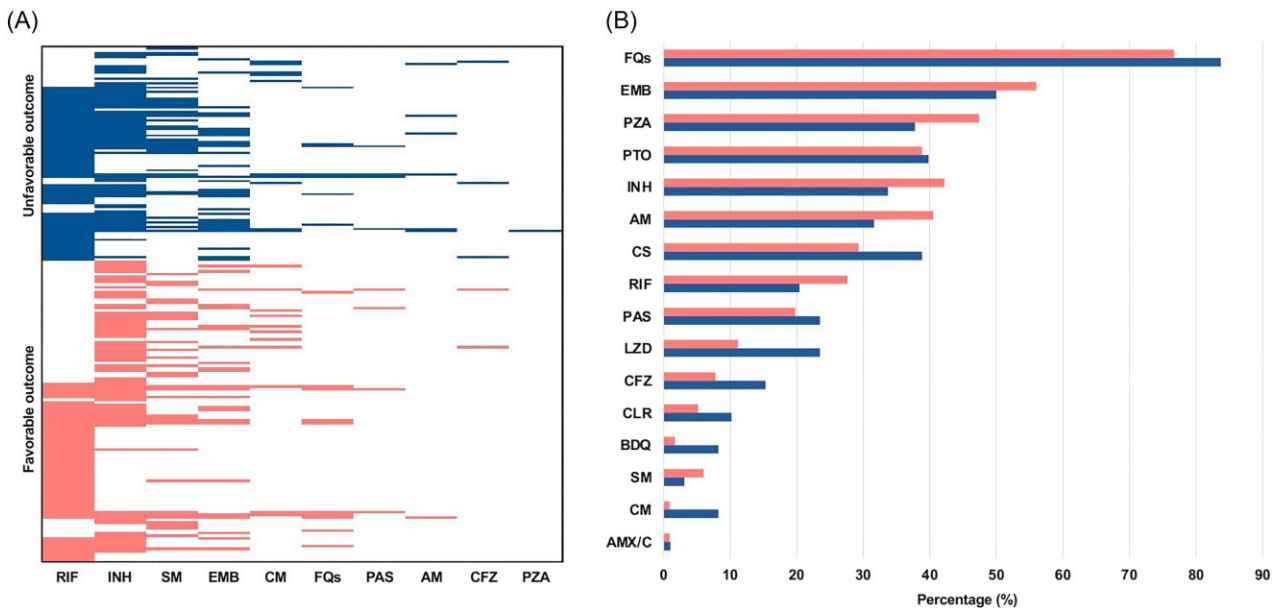 (A)
Unfavorable outcome
Favorable outcome
RIF INH SM EMB CM FQs PAS AM CFZ PZA
(B)
FQs
EMB
PZA
PTO
INH
AM
CS
RIF
PAS
LZD
CFZ
CLR
BDQ
SM
CM
AMX/C
0 10 20 30 40 50 60 70 80 90
Percentage (%)